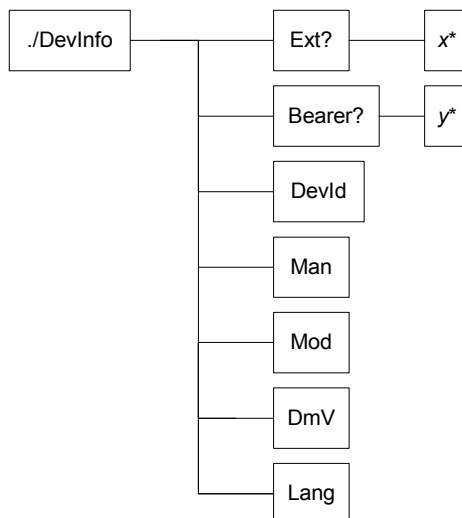 ./DevInfo
Ext?
x*
Bearer?
y*
DevId
Man
Mod
DmV
Lang